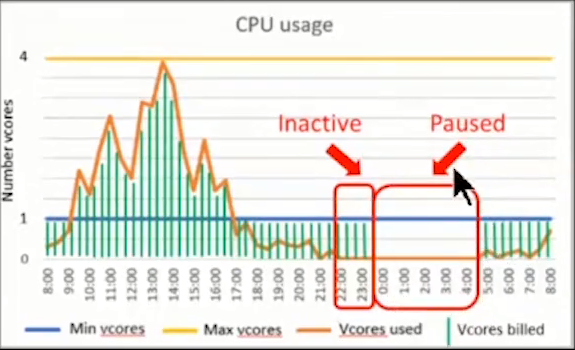 CPU usage
Number vcores
4
1
0
Inactive
Paused
8:00 9:00 10:00 11:00 12:00 13:00 14:00 15:00 16:00 17:00 18:00 19:00 20:00 21:00 22:00 23:00 0:00 1:00 2:00 3:00 4:00 5:00 6:00 7:00 8:00
Min vcores Max vcores Vcores used Vcores billed